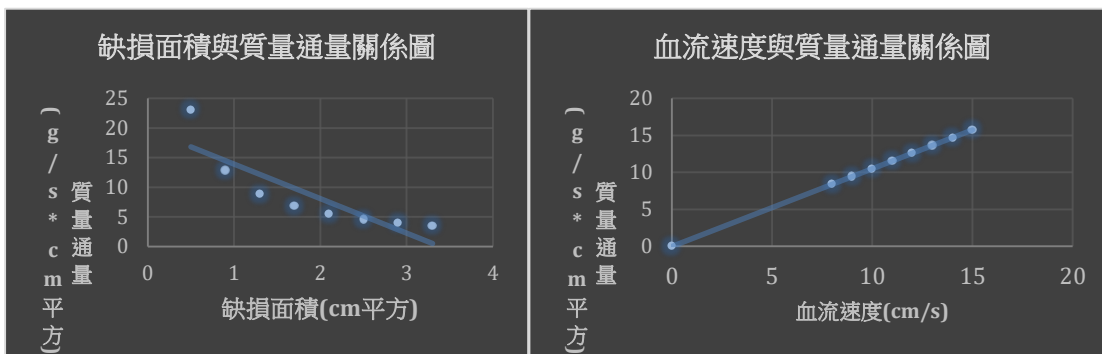 缺損面積與質量通量關係圖
質量通量
(g/s*cm平方)
25
20
15
10
5
0
0 1 2 3 4
缺損面積(cm平方)
血流速度與質量通量關係圖
質量通量
(g/s*cm平方)
20
15
10
5
0
0 5 10 15 20
血流速度(cm/s)